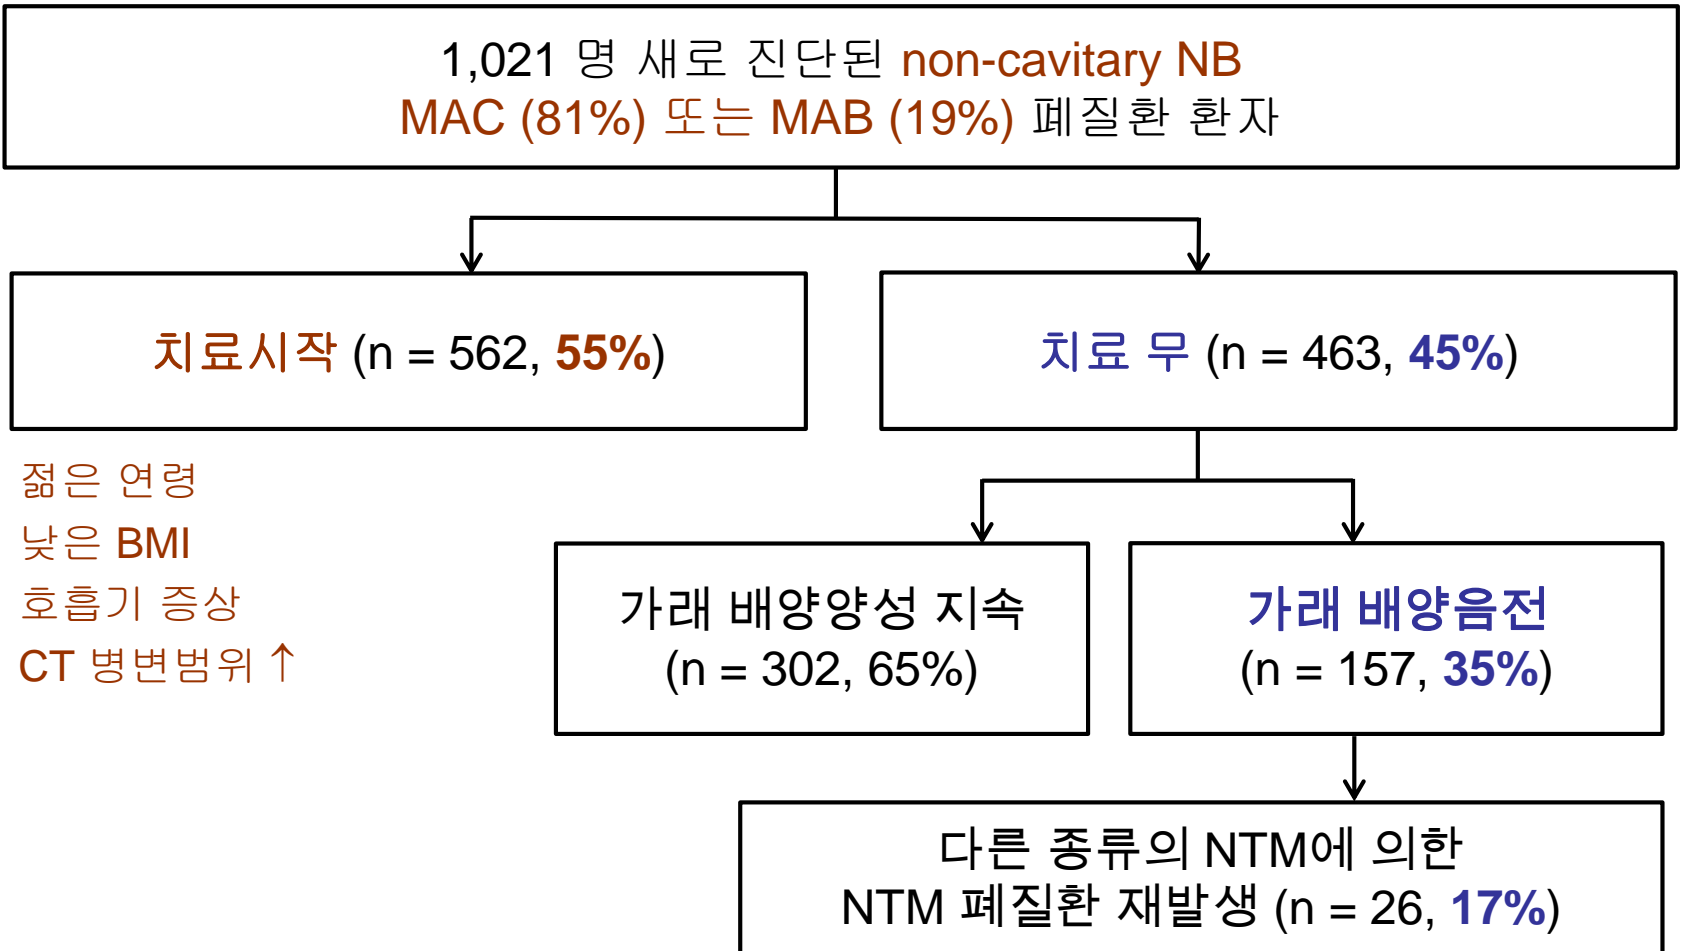 1,021 명 새로 진단된 non-cavitary NB
MAC (81%) 또는 MAB (19%) 폐질환 환자
치료시작 (n = 562, 55%)
치료 무 (n = 463, 45%)
젊은 연령
낮은 BMI
호흡기 증상
CT 병변범위 ↑
가래 배양양성 지속
(n = 302, 65%)
가래 배양음전
(n = 157, 35%)
다른 종류의 NTM에 의한
NTM 폐질환 재발생 (n = 26, 17%)